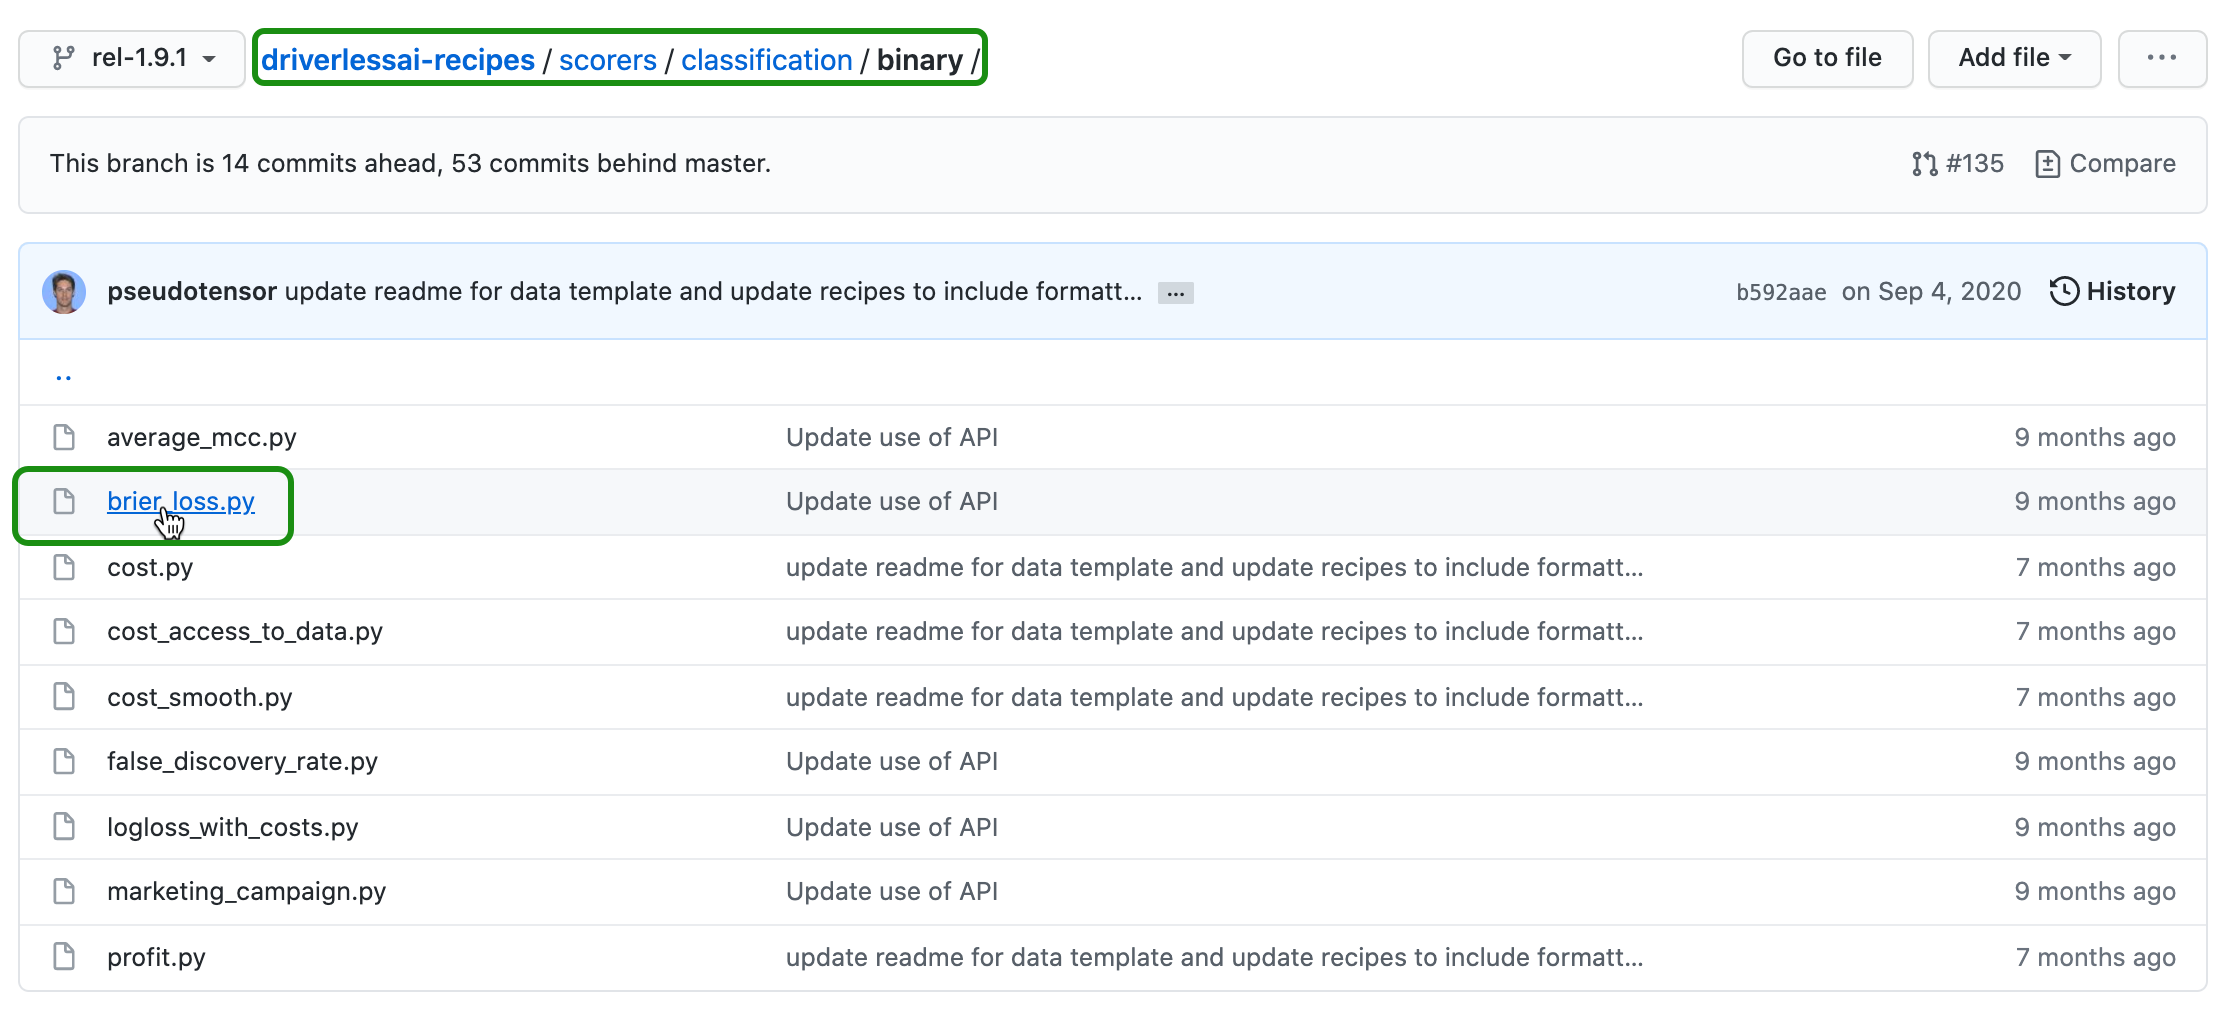 rel-1.9.1 driverlessai-recipes / scorers / classification / binary / Go to file Add file ...
This branch is 14 commits ahead, 53 commits behind master. #135 Compare
pseudotensor update readme for data template and update recipes to include formatt... ... b592aae on Sep 4, 2020 History
..
average_mcc.py Update use of API 9 months ago
brier_loss.py Update use of API 9 months ago
cost.py update readme for data template and update recipes to include formatt... 7 months ago
cost_access_to_data.py update readme for data template and update recipes to include formatt... 7 months ago
cost_smooth.py update readme for data template and update recipes to include formatt... 7 months ago
false_discovery_rate.py Update use of API 9 months ago
logloss_with_costs.py Update use of API 9 months ago
marketing_campaign.py Update use of API 9 months ago
profit.py update readme for data template and update recipes to include formatt... 7 months ago